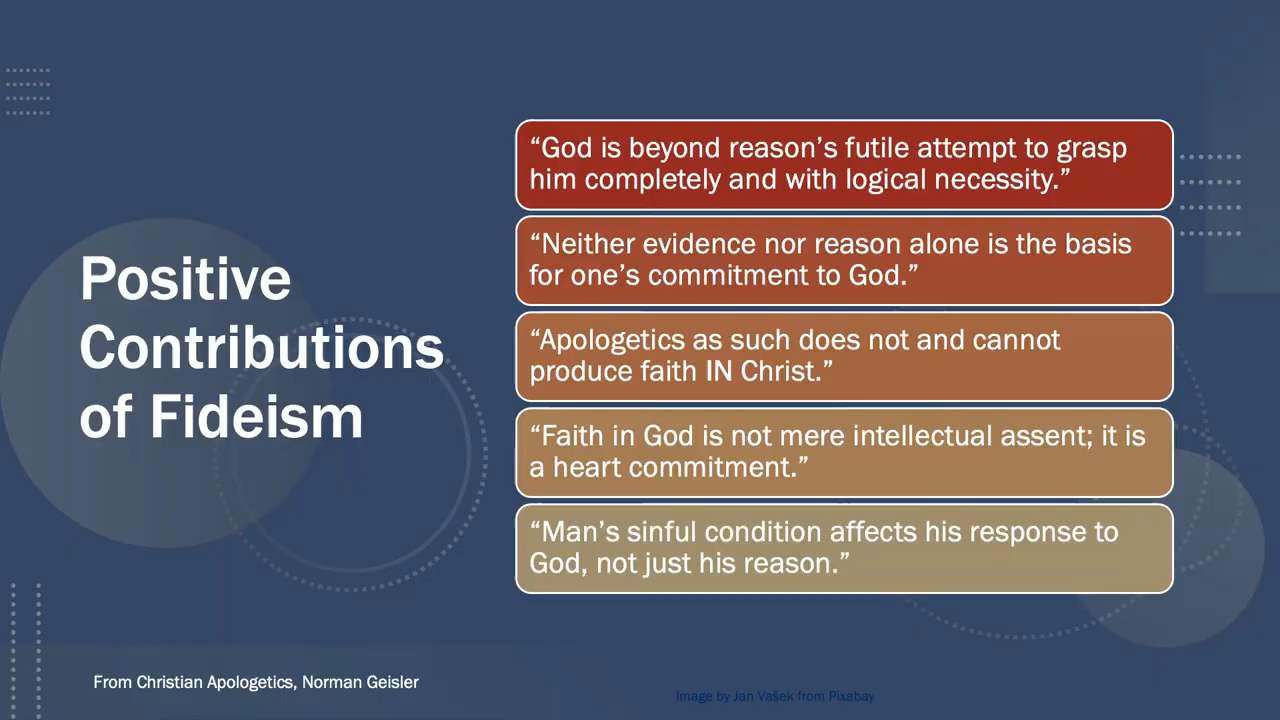 Positive
Contributions
of Fideism
“God is beyond reason’s futile attempt to grasp
him completely and with logical necessity.”
“Neither evidence nor reason alone is the basis
for one’s commitment to God.”
“Apologetics as such does not and cannot
produce faith IN Christ.”
“Faith in God is not mere intellectual assent; it is
a heart commitment.”
“Man’s sinful condition affects his response to
God, not just his reason.”
From Christian Apologetics, Norman Geisler
Image by Jan Vašek from Pixabay